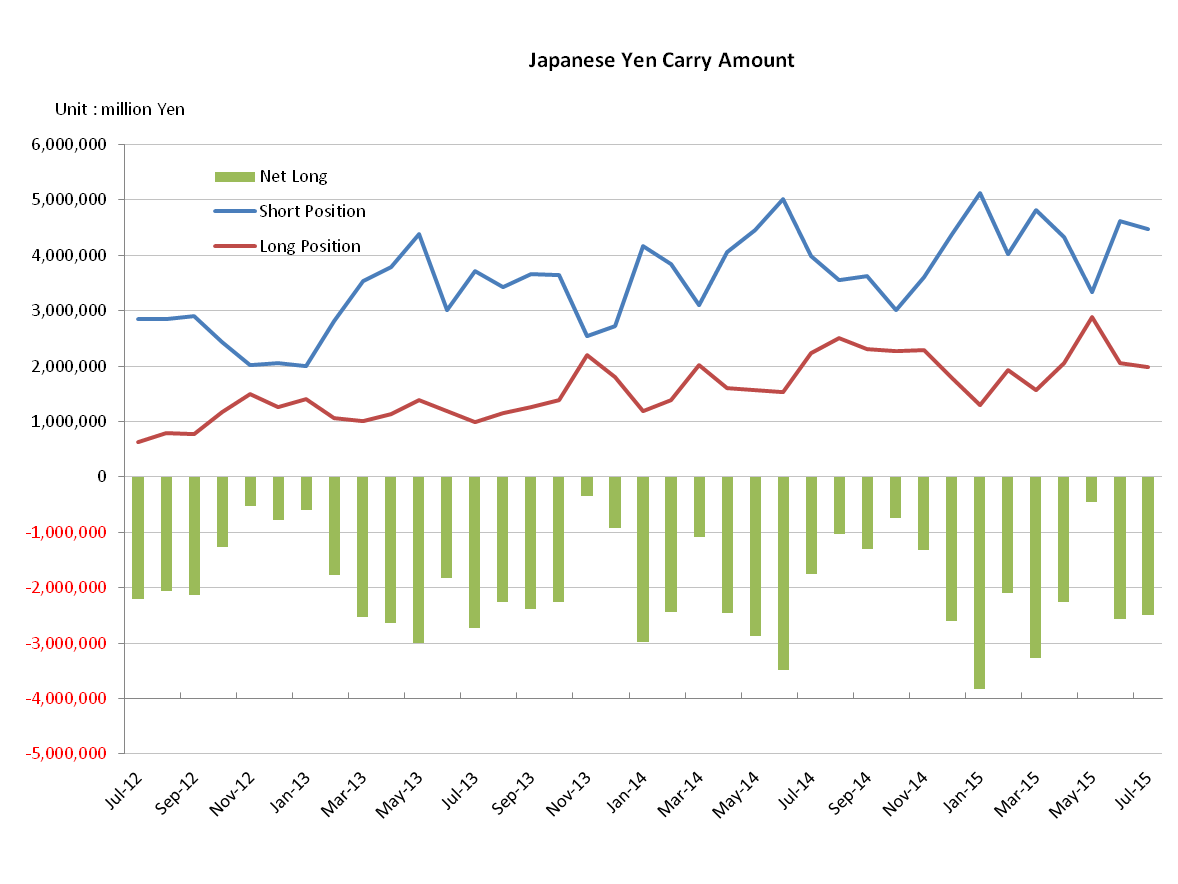 Japanese Yen Carry Amount
Unit : million Yen
6,000,000
5,000,000
4,000,000
3,000,000
2,000,000
1,000,000
0
-1,000,000
-2,000,000
-3,000,000
-4,000,000
-5,000,000
Net Long
Short Position
Long Position
Jul-12
Sep-12
Nov-12
Jan-13
Mar-13
May-13
Jul-13
Sep-13
Nov-13
Jan-14
Mar-14
May-14
Jul-14
Sep-14
Nov-14
Jan-15
Mar-15
May-15
Jul-15